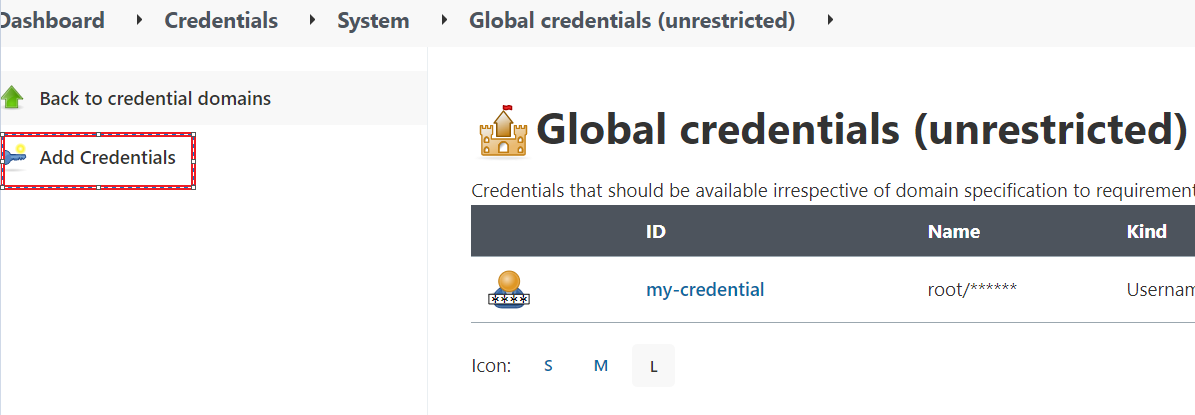 Dashboard Credentials System Global credentials (unrestricted)
Back to credential domains
Add Credentials
Global credentials (unrestricted)
Credentials that should be available irrespective of domain specification to requirement
ID Name Kind
my-credential root/****** Usernam
Icon: S M L